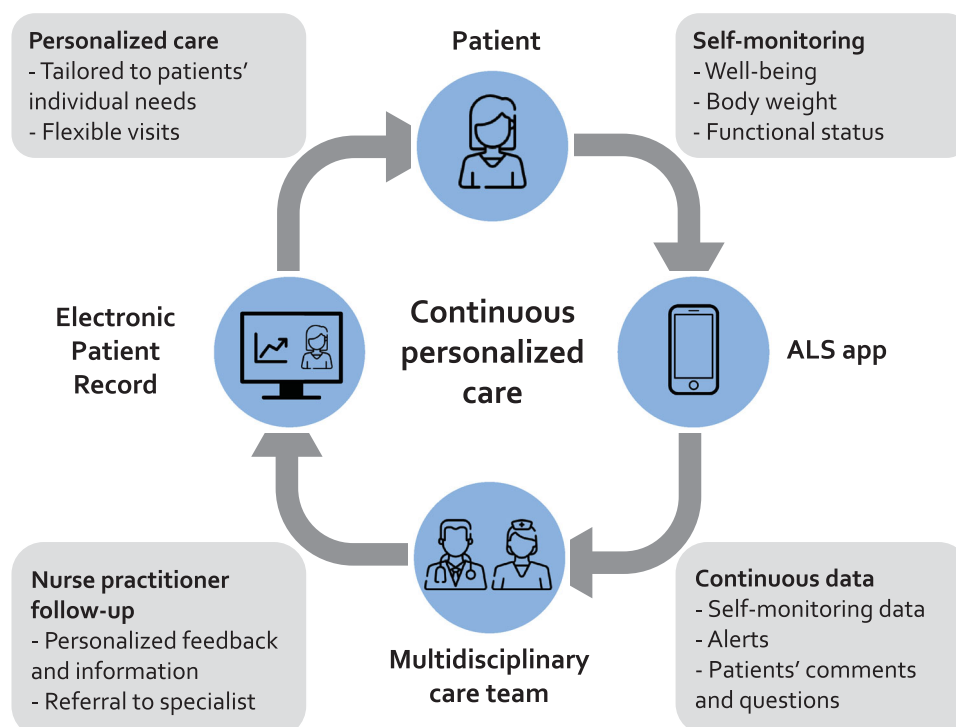 Personalized care
- Tailored to patients’
individual needs
- Flexible visits
Patient
Self-monitoring
- Well-being
- Body weight
- Functional status
Electronic
Patient
Record
Continuous
personalized
care
ALS app
Nurse practitioner
follow-up
- Personalized feedback
and information
- Referral to specialist
Multidisciplinary
care team
Continuous data
- Self-monitoring data
- Alerts
- Patients’ comments
and questions